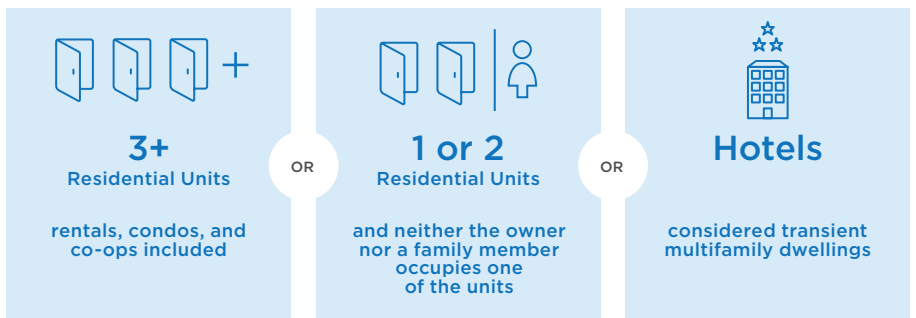 3+
Residential Units
rentals, condos, and
co-ops included
OR
1 or 2
Residential Units
and neither the owner
nor a family member
occupies one
of the units
OR
Hotels
considered transient
multifamily dwellings